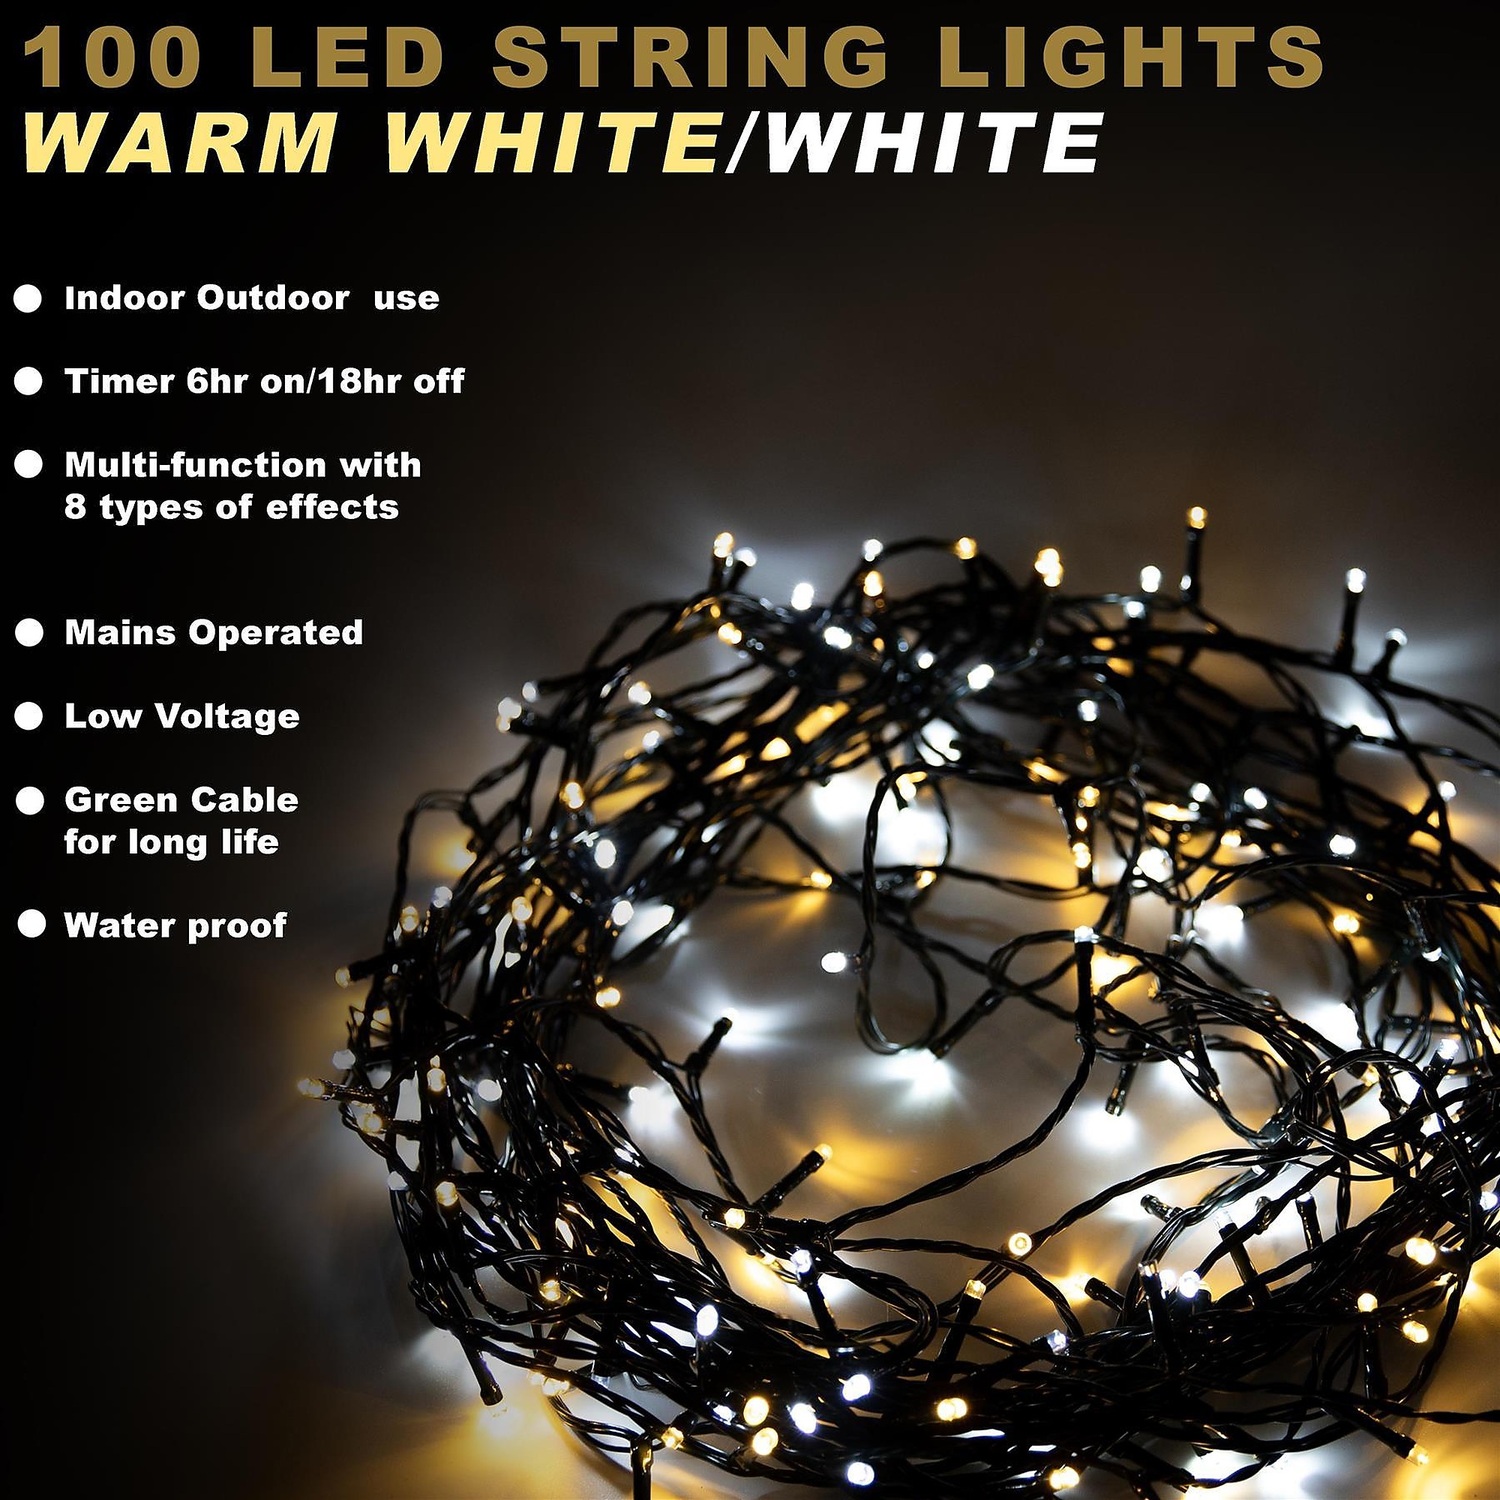 100 LED STRING LIGHTS
WARM WHITE/WHITE
Indoor Outdoor use
Timer 6hr on/18hr off
Multi-function with
8 types of effects
Mains Operated
Low Voltage
Green Cable
for long life
Water proof